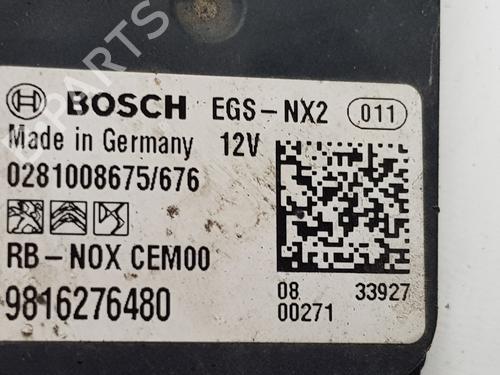 BOSCH EGS-NX2 011
Made in Germany 12V
0281008675/676
RB-NOX CEM00
9816276480
08 33927
00271